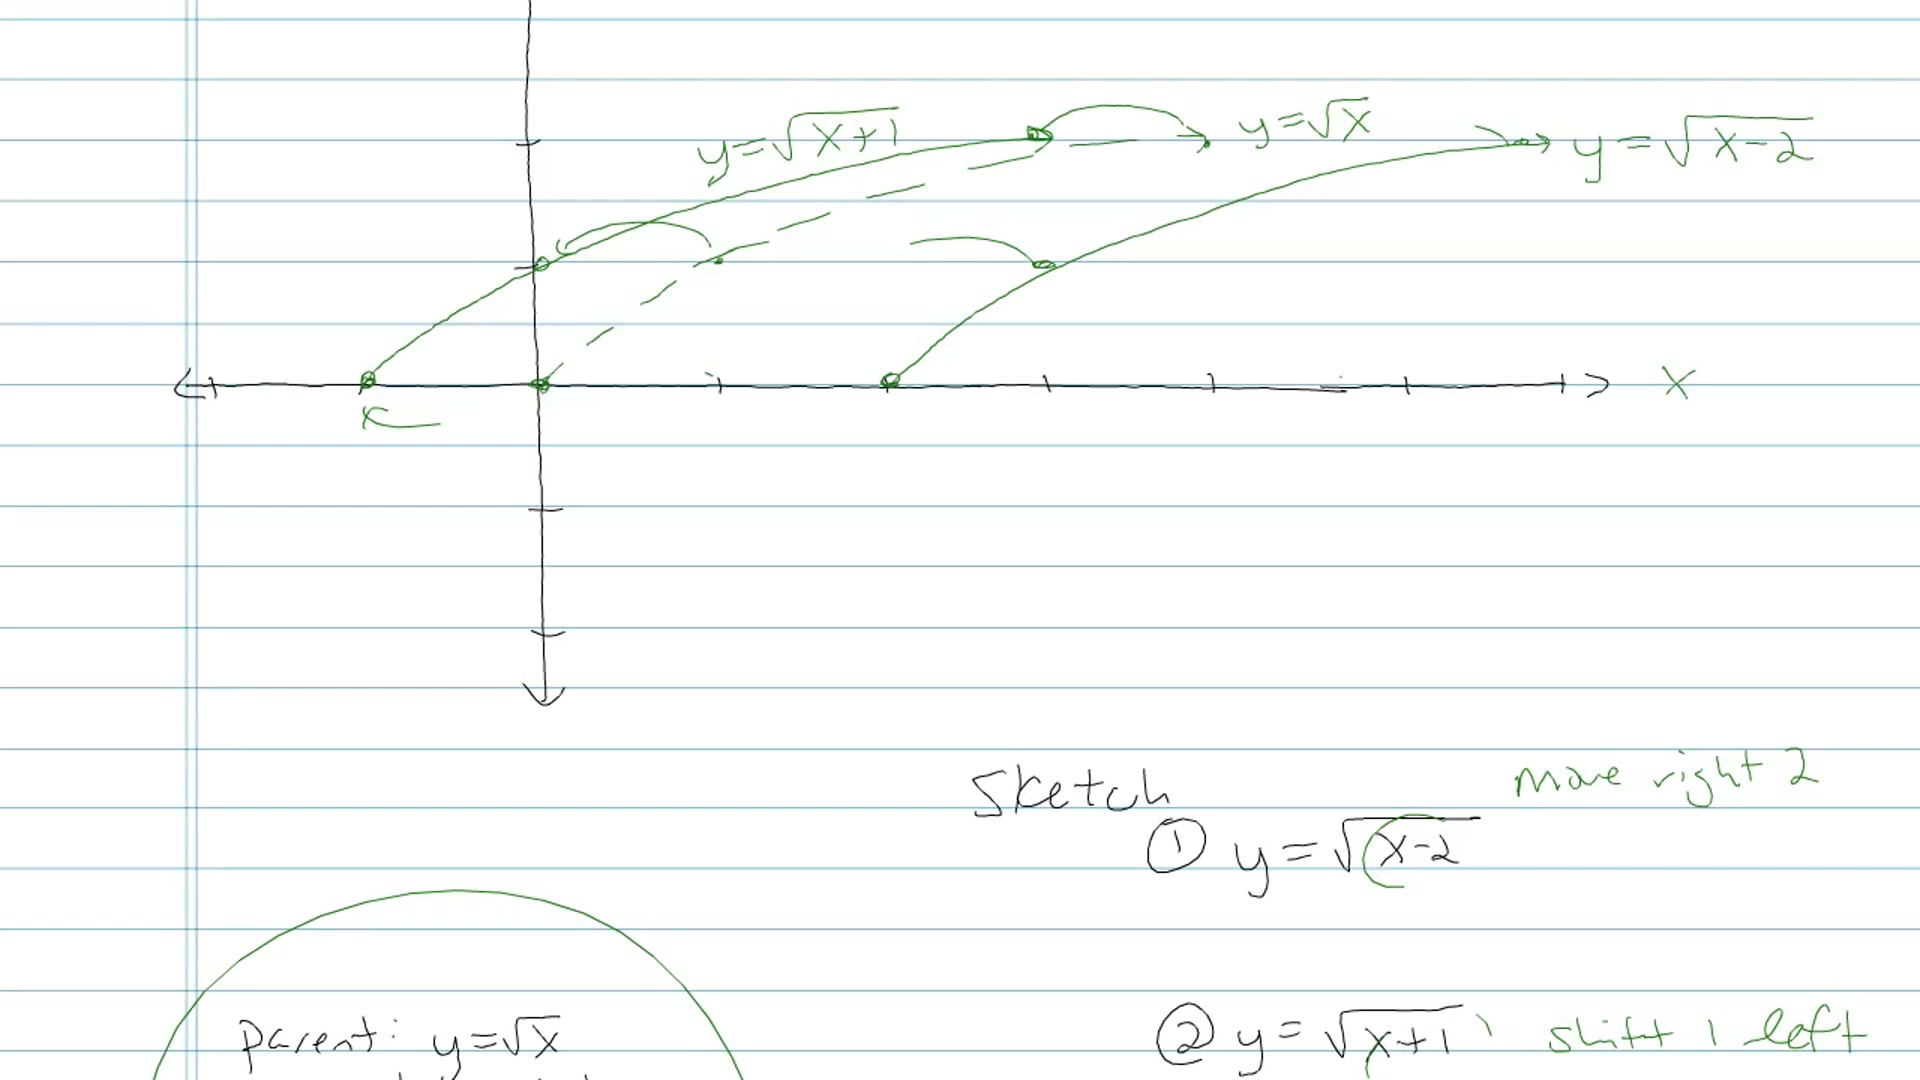 y=√x+1
y=√x
y=√x-2
x
Sketch
move right 2
① y=√x-2
parent: y=√x
② y=√x+1
shift 1 left